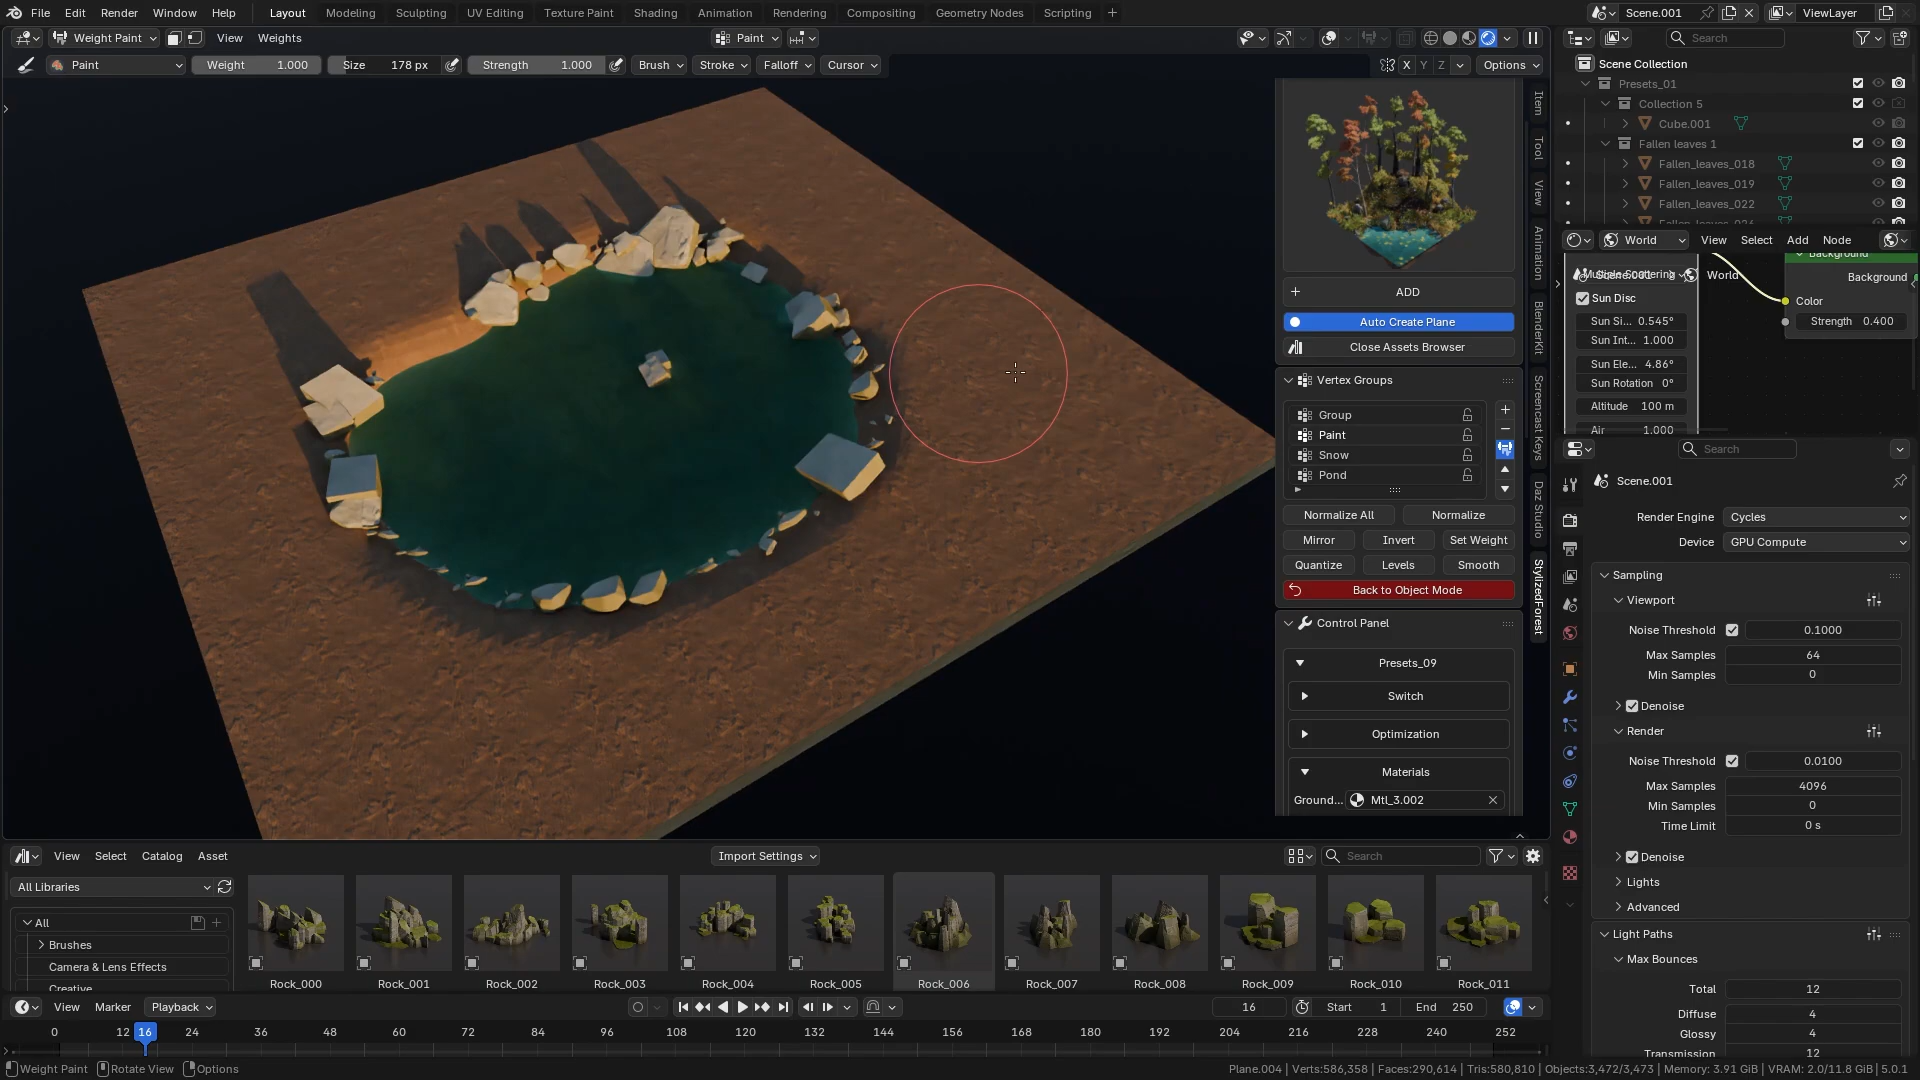 File Edit Render Window Help Layout Modeling Sculpting UV Editing Texture Paint Shading Animation Rendering Compositing Geometry Nodes Scripting + Scene.001 ViewLayer
Weight Paint View Weights Paint Search
Paint Weight 1.000 Size 178 px Strength 1.000 Brush Stroke Falloff Cursor X Y Z Options
Scene Collection
Presets_01
Collection 5
Cube.001
Fallen leaves 1
Fallen_leaves_018
Fallen_leaves_019
Fallen_leaves_022
Item
Tool
View
Animation
BlenderKit
Screencast Keys
Daz Studio
StylizedForest
ADD
Auto Create Plane
Close Assets Browser
Vertex Groups
Group
Paint
Snow
Pond
Normalize All Normalize
Mirror Invert Set Weight
Quantize Levels Smooth
Back to Object Mode
Control Panel
Presets_09
Switch
Optimization
Materials
Ground... Mtl_3.002
World View Select Add Node
Background
World Background
Sun Disc Color
Sun Si... 0.545° Strength 0.400
Sun Int... 1.000
Sun Ele... 4.86°
Sun Rotation 0°
Altitude 100 m
Air 1.000
Search
Scene.001
Render Engine Cycles
Device GPU Compute
Sampling
Viewport
Noise Threshold 0.1000
Max Samples 64
Min Samples 0
Denoise
Render
Noise Threshold 0.0100
Max Samples 4096
Min Samples 0
Time Limit 0 s
Denoise
Lights
Advanced
Light Paths
Max Bounces
Total 12
Diffuse 4
Glossy 4
Transmission 12
View Select Catalog Asset Import Settings Search
All Libraries
All
Brushes
Camera & Lens Effects
Creative
Rock_000 Rock_001 Rock_002 Rock_003 Rock_004 Rock_005 Rock_006 Rock_007 Rock_008 Rock_009 Rock_010 Rock_011
View Marker Playback 16 Start 1 End 250
0 12 16 24 36 48 60 72 84 96 108 120 132 144 156 168 180 192 204 216 228 240 252
Weight Paint Rotate View Options Plane.004 | Verts:586,358 | Faces:290,614 | Tris:580,810 | Objects:3,472/3,473 | Memory: 3.91 GiB | VRAM: 2.0/11.8 GiB | 5.0.1